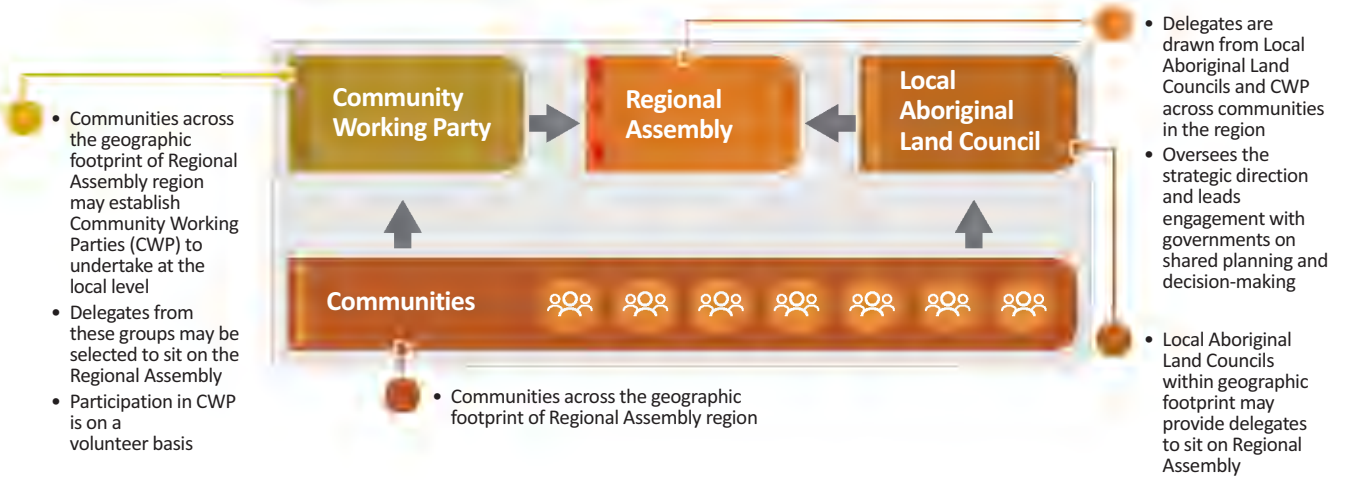 Community
Working Party
Regional
Assembly
Local
Aboriginal
Land Council
Communities
• Communities across
the geographic
footprint of Regional
Assembly region
may establish
Community Working
Parties (CWP) to
undertake at the
local level
• Delegates from
these groups may be
selected to sit on the
Regional Assembly
• Participation in CWP
is on a
volunteer basis
• Communities across the geographic
footprint of Regional Assembly region
• Delegates are
drawn from Local
Aboriginal Land
Councils and CWP
across communities
in the region
• Oversees the
strategic direction
and leads
engagement with
governments on
shared planning and
decision-making
• Local Aboriginal
Land Councils
within geographic
footprint may
provide delegates
to sit on Regional
Assembly